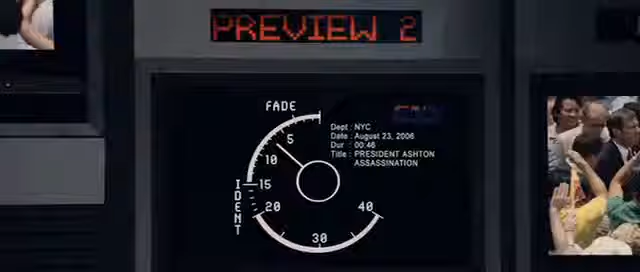 PREVIEW 2
FADE
Dept : NYC
Date : August 23, 2006
Dur : 00:46
Title : PRESIDENT ASHTON
ASSASSINATION
5
10
15
20
30
40
IDENT